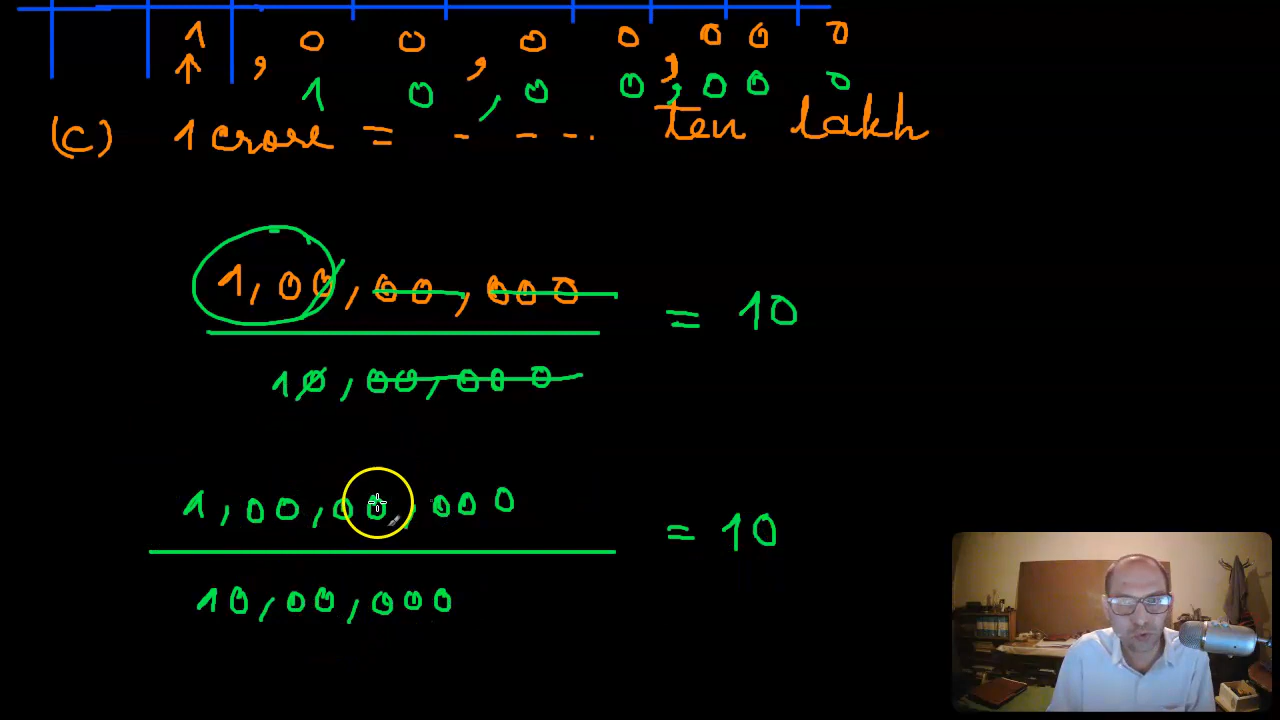 1 , 0 0 , 0 0 , 0 0 0
1 0 , 0 0 , 0 0 0
(c) 1 crore = - - - - . ten lakh
1,00,00,000
= 10
10,00,000
1,00,00,000
= 10
10,00,000